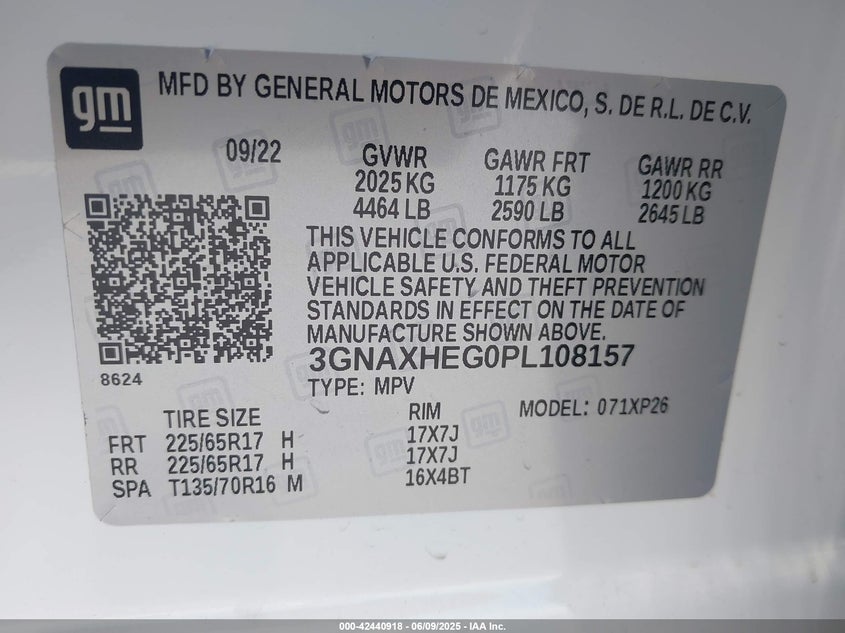 gm
MFD BY GENERAL MOTORS DE MEXICO, S. DE R.L. DE C.V.
09/22 GVWR GAWR FRT GAWR RR
2025 KG 1175 KG 1200 KG
4464 LB 2590 LB 2645 LB
THIS VEHICLE CONFORMS TO ALL
APPLICABLE U.S. FEDERAL MOTOR
VEHICLE SAFETY AND THEFT PREVENTION
STANDARDS IN EFFECT ON THE DATE OF
MANUFACTURE SHOWN ABOVE.
3GNAXHEG0PL108157
8624
TYPE: MPV
TIRE SIZE RIM MODEL: 071XP26
FRT 225/65R17 H 17X7J
RR 225/65R17 H 17X7J
SPA T135/70R16 M 16X4BT
000-42440918 - 06/09/2025 - IAA Inc.